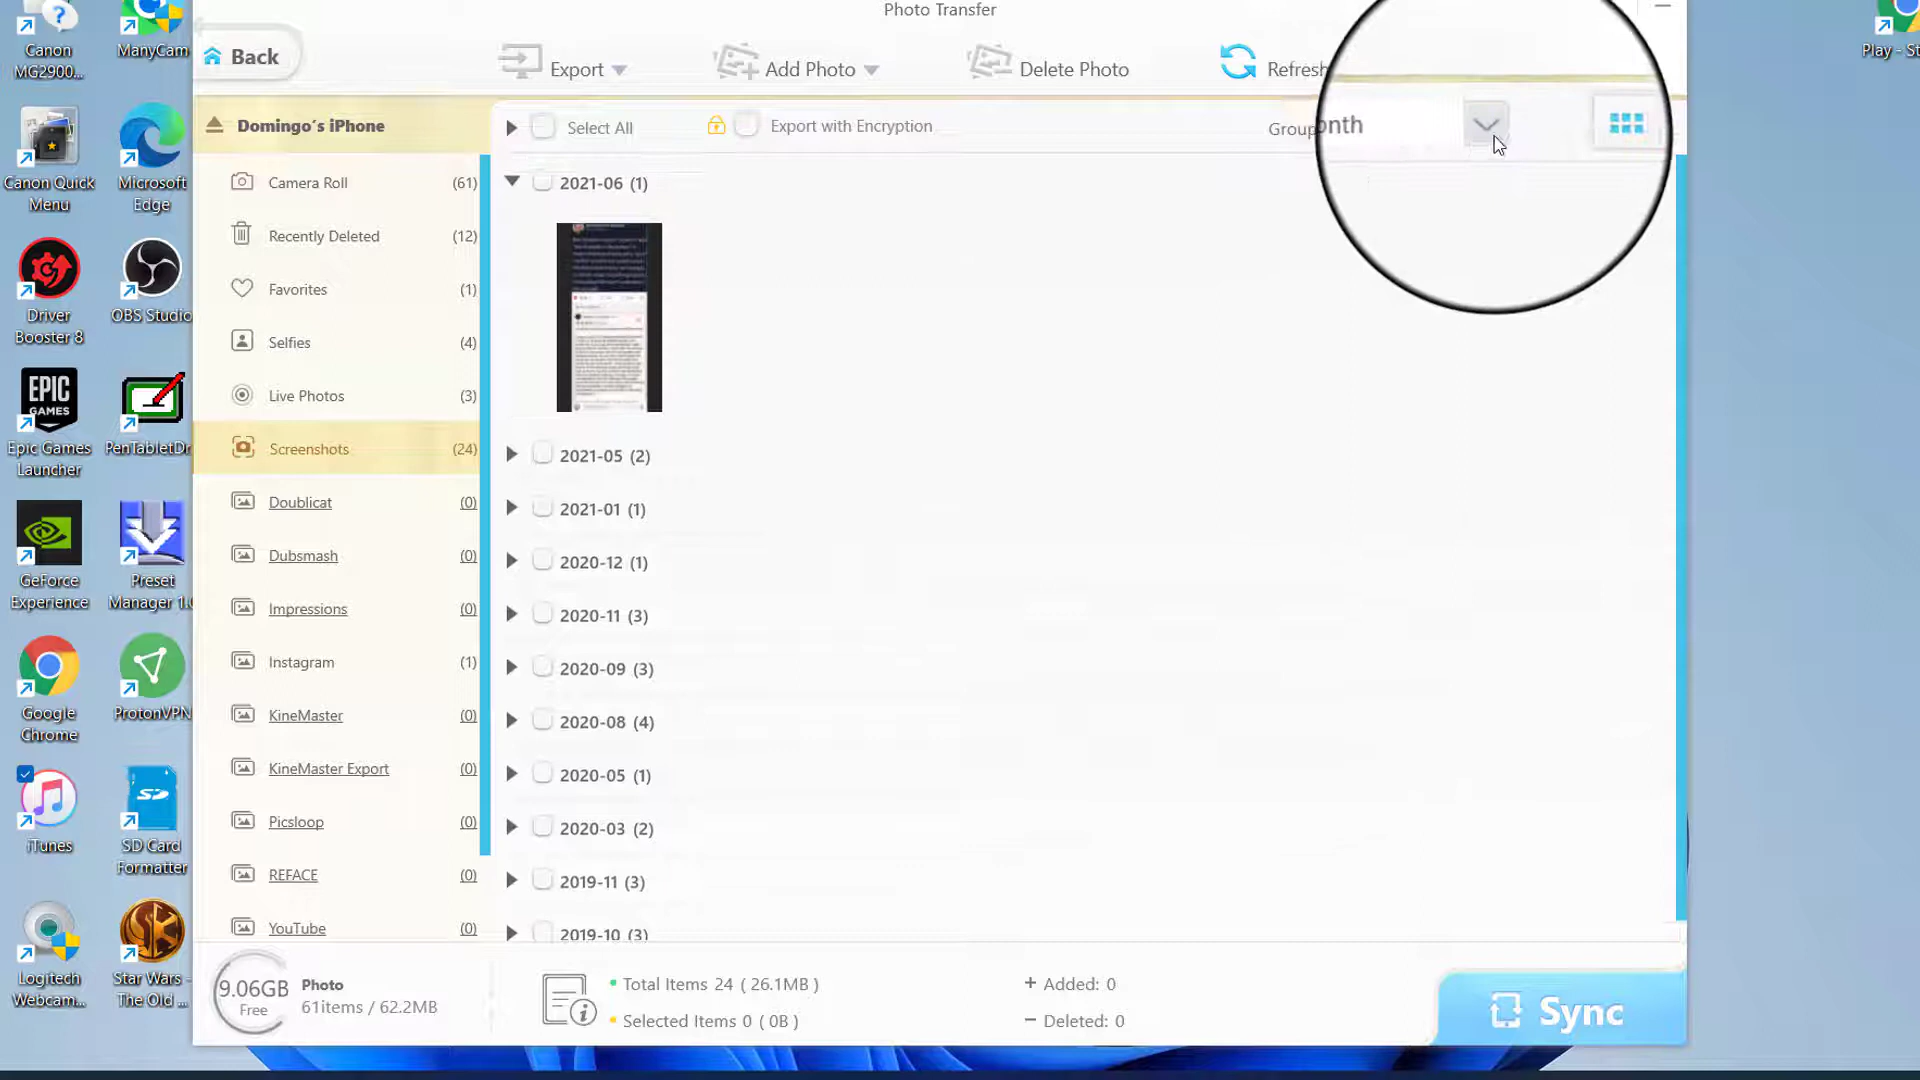 Photo Transfer
Back
Export
Add Photo
Delete Photo
Refresh
Domingo's iPhone
Select All
Export with Encryption
Group
onth
Camera Roll (61)
Recently Deleted (12)
Favorites (1)
Selfies (4)
Live Photos (3)
Screenshots (24)
Doublicat (0)
Dubsmash (0)
Impressions (0)
Instagram (1)
KineMaster (0)
KineMaster Export (0)
Picsloop (0)
REFACE (0)
YouTube (0)
2021-06 (1)
2021-05 (2)
2021-01 (1)
2020-12 (1)
2020-11 (3)
2020-09 (3)
2020-08 (4)
2020-05 (1)
2020-03 (2)
2019-11 (3)
2019-10 (3)
9.06GB
Free
Photo
61items / 62.2MB
Total Items 24 ( 26.1MB )
Selected Items 0 ( 0B )
+ Added: 0
− Deleted: 0
Sync
Canon
MG2900...
ManyCam
Canon Quick
Menu
Microsoft
Edge
Driver
Booster 8
OBS Studio
EPIC
GAMES
Epic Games
Launcher
PenTabletDr
GeForce
Experience
Preset
Manager 1.0
Google
Chrome
ProtonVPN
iTunes
SD
SD Card
Formatter
Logitech
Webcam...
Star Wars -
The Old ...
Play - St